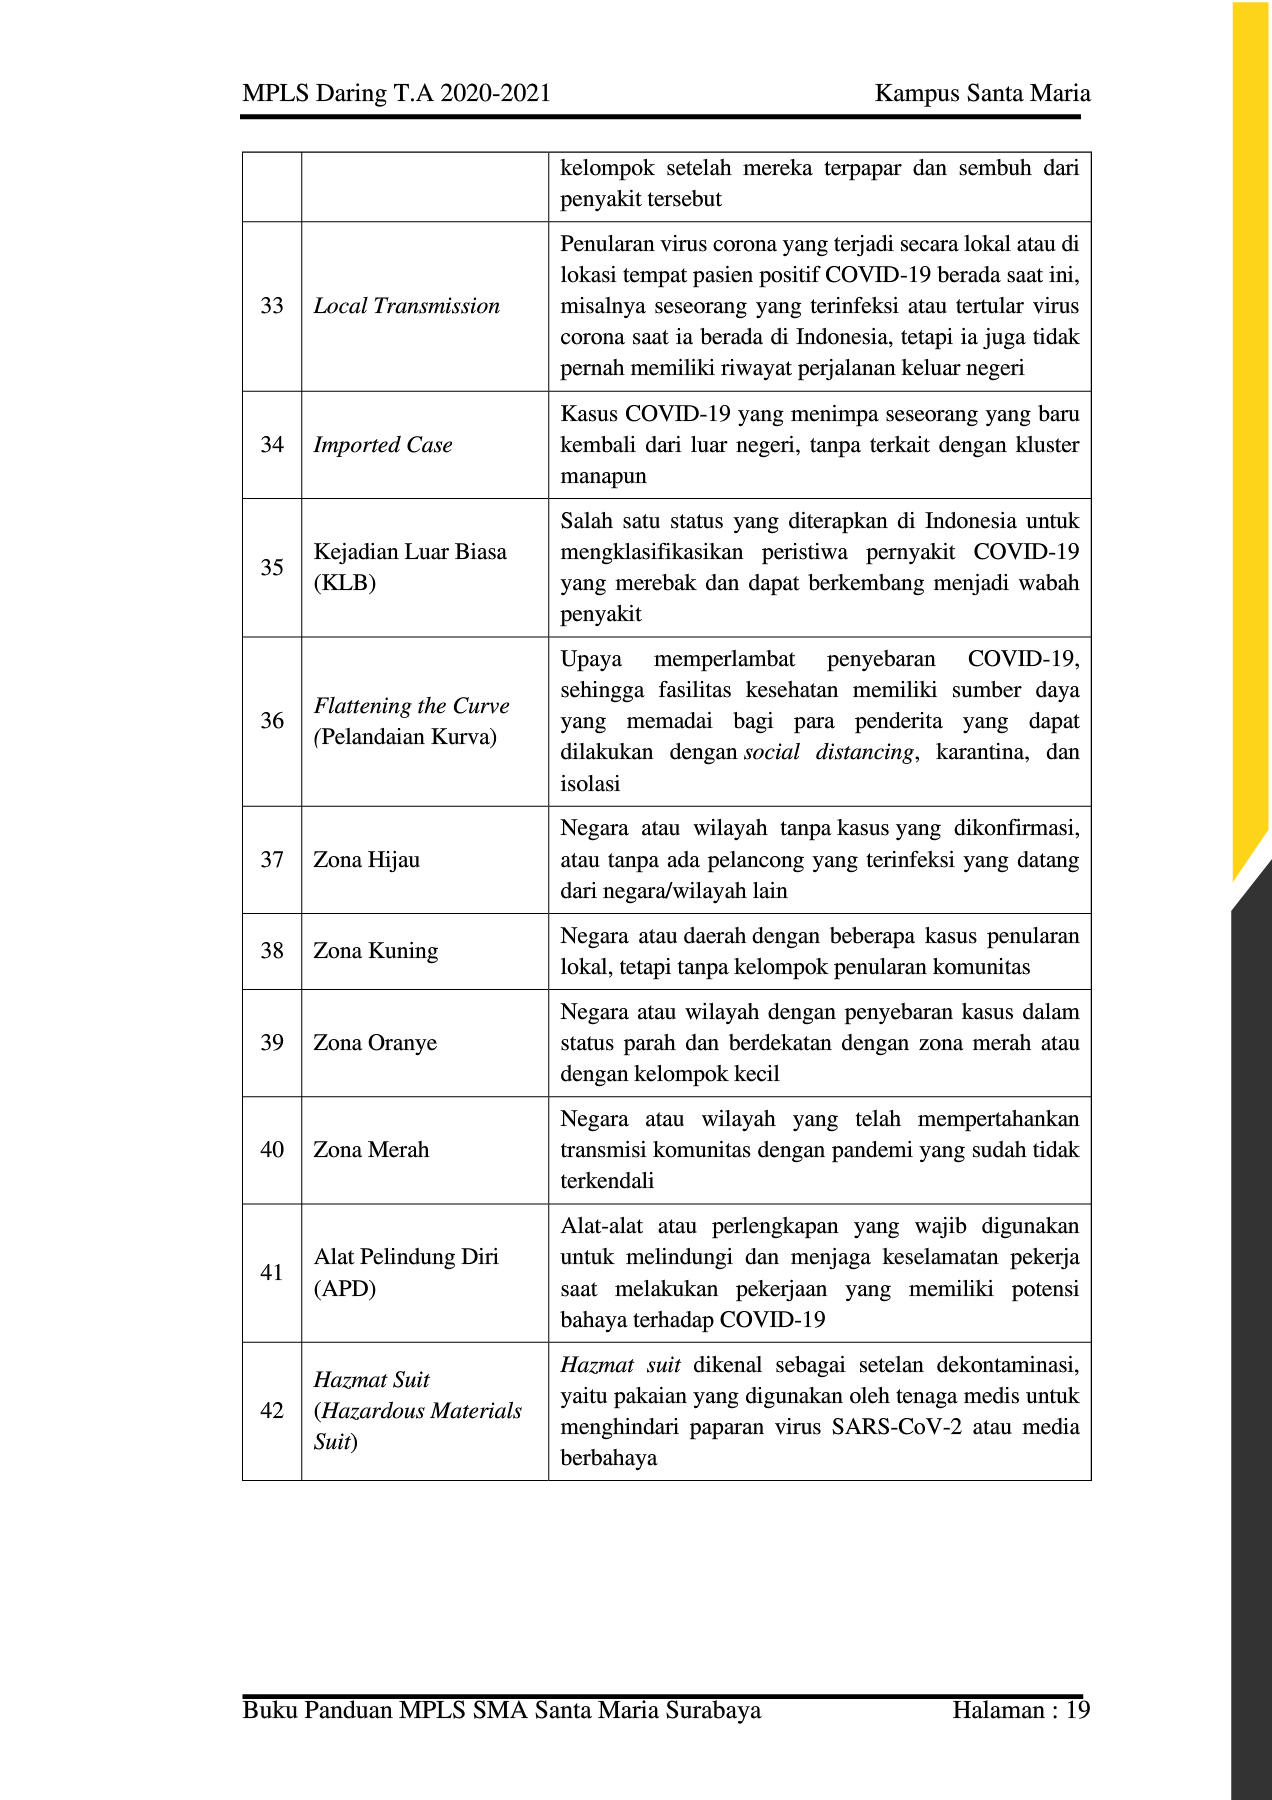 MPLS Daring T.A 2020-2021 Kampus Santa Maria
kelompok setelah mereka terpapar dan sembuh dari
penyakit tersebut
33
Local Transmission
Penularan virus corona yang terjadi secara lokal atau di
lokasi tempat pasien positif COVID-19 berada saat ini,
misalnya seseorang yang terinfeksi atau tertular virus
corona saat ia berada di Indonesia, tetapi ia juga tidak
pernah memiliki riwayat perjalanan keluar negeri
34
Imported Case
Kasus COVID-19 yang menimpa seseorang yang baru
kembali dari luar negeri, tanpa terkait dengan kluster
manapun
35
Kejadian Luar Biasa
(KLB)
Salah satu status yang diterapkan di Indonesia untuk
mengklasifikasikan peristiwa pernyakit COVID-19
yang merebak dan dapat berkembang menjadi wabah
penyakit
36
Flattening the Curve
(Pelandaian Kurva)
Upaya memperlambat penyebaran COVID-19,
sehingga fasilitas kesehatan memiliki sumber daya
yang memadai bagi para penderita yang dapat
dilakukan dengan social distancing, karantina, dan
isolasi
37
Zona Hijau
Negara atau wilayah tanpa kasus yang dikonfirmasi,
atau tanpa ada pelancong yang terinfeksi yang datang
dari negara/wilayah lain
38
Zona Kuning
Negara atau daerah dengan beberapa kasus penularan
lokal, tetapi tanpa kelompok penularan komunitas
39
Zona Oranye
Negara atau wilayah dengan penyebaran kasus dalam
status parah dan berdekatan dengan zona merah atau
dengan kelompok kecil
40
Zona Merah
Negara atau wilayah yang telah mempertahankan
transmisi komunitas dengan pandemi yang sudah tidak
terkendali
41
Alat Pelindung Diri
(APD)
Alat-alat atau perlengkapan yang wajib digunakan
untuk melindungi dan menjaga keselamatan pekerja
saat melakukan pekerjaan yang memiliki potensi
bahaya terhadap COVID-19
42
Hazmat Suit
(Hazardous Materials
Suit)
Hazmat suit dikenal sebagai setelan dekontaminasi,
yaitu pakaian yang digunakan oleh tenaga medis untuk
menghindari paparan virus SARS-CoV-2 atau media
berbahaya
Buku Panduan MPLS SMA Santa Maria Surabaya Halaman : 19